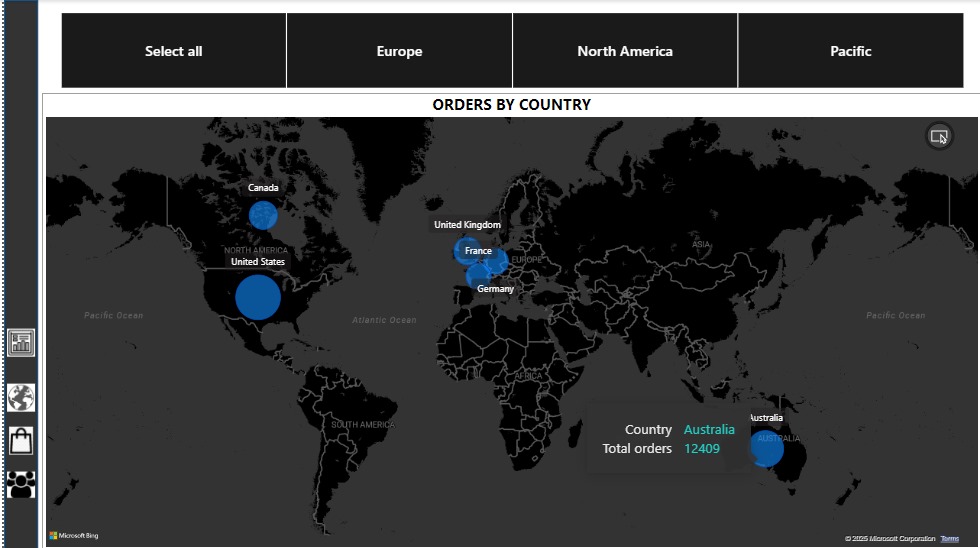 Select all
Europe
North America
Pacific
ORDERS BY COUNTRY
Canada
United Kingdom
NORTH AMERICA
France
ASIA
United States
EUROPE
Germany
Pacific Ocean
Atlantic Ocean
Pacific Ocean
AFRICA
Australia
SOUTH AMERICA
Country Australia
AUSTRALIA
Total orders 12409
Microsoft Bing
© 2025 Microsoft Corporation Terms